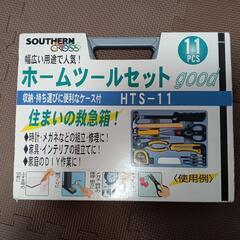 SOUTHERN CROSS
幅広い用途で人気!
11
PCS
ホームツールセット good
収納・持ち運びに便利なケース付 HTS-11
住まいの救急箱!
●時計・メガネなどの組立・修理に!
●家具・インテリアの組立てに!
●家庭のDIY作業に!
〈使用例〉